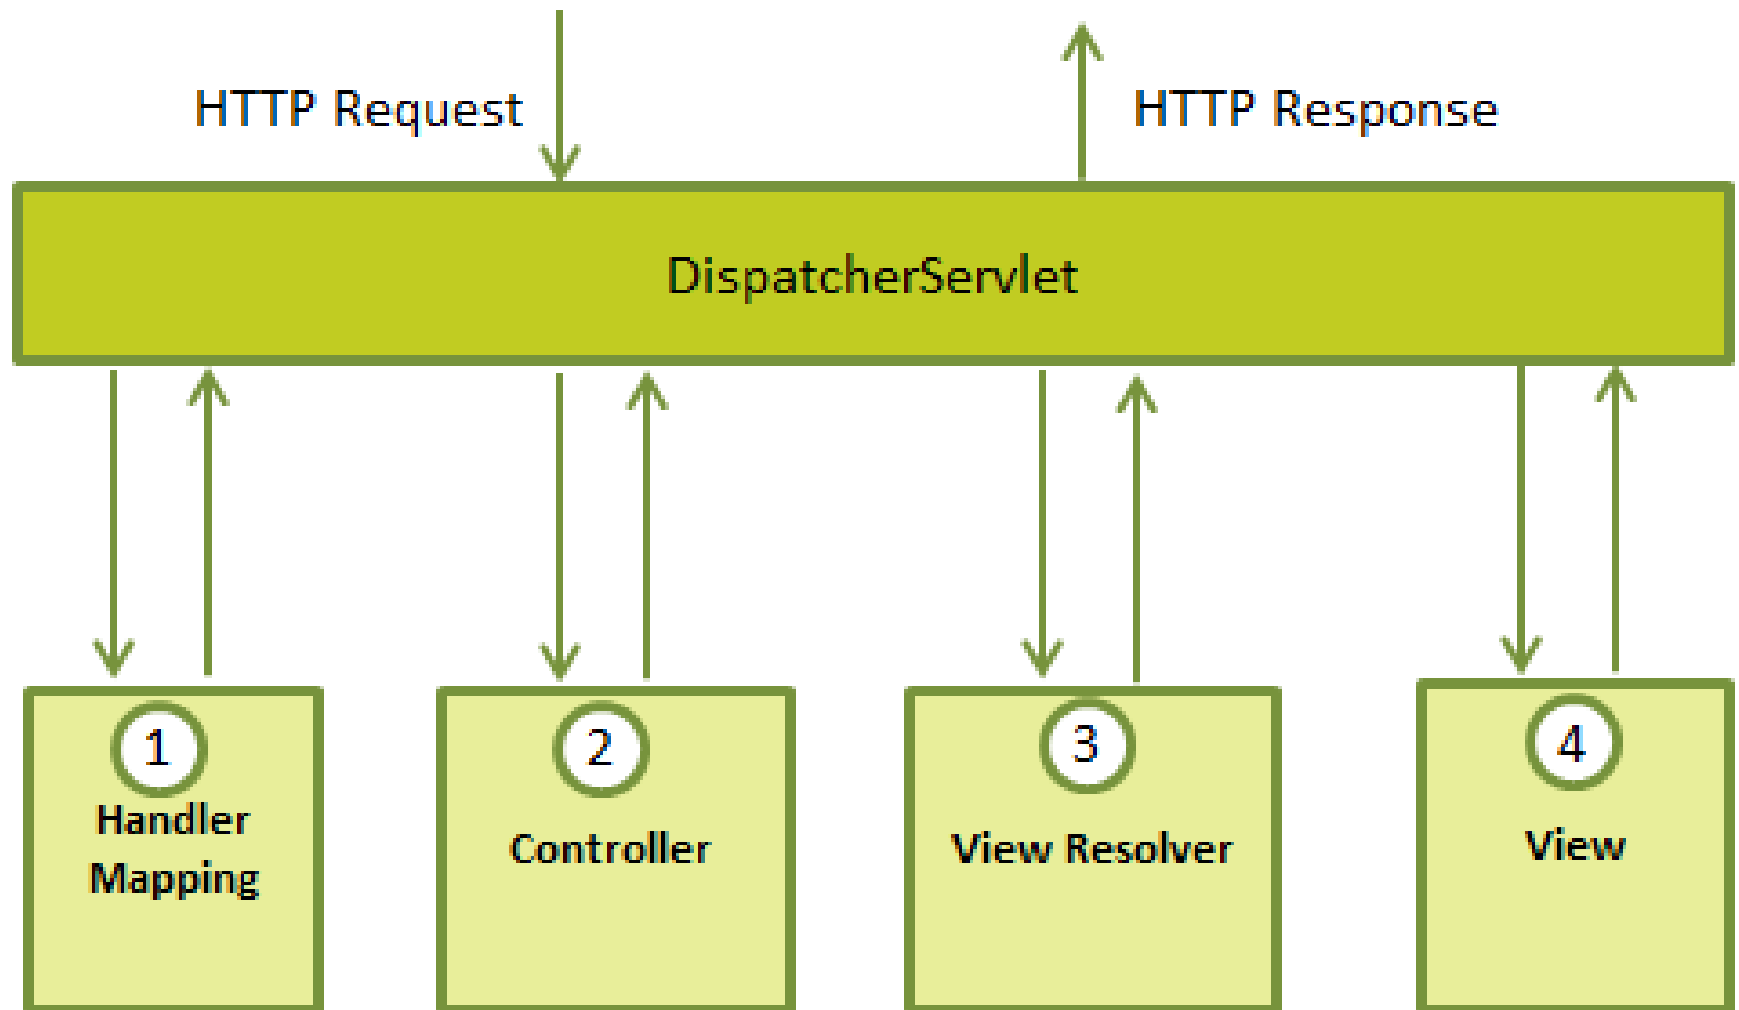 HTTP Request
HTTP Response
DispatcherServlet
1
Handler
Mapping
2
Controller
3
View Resolver
4
View